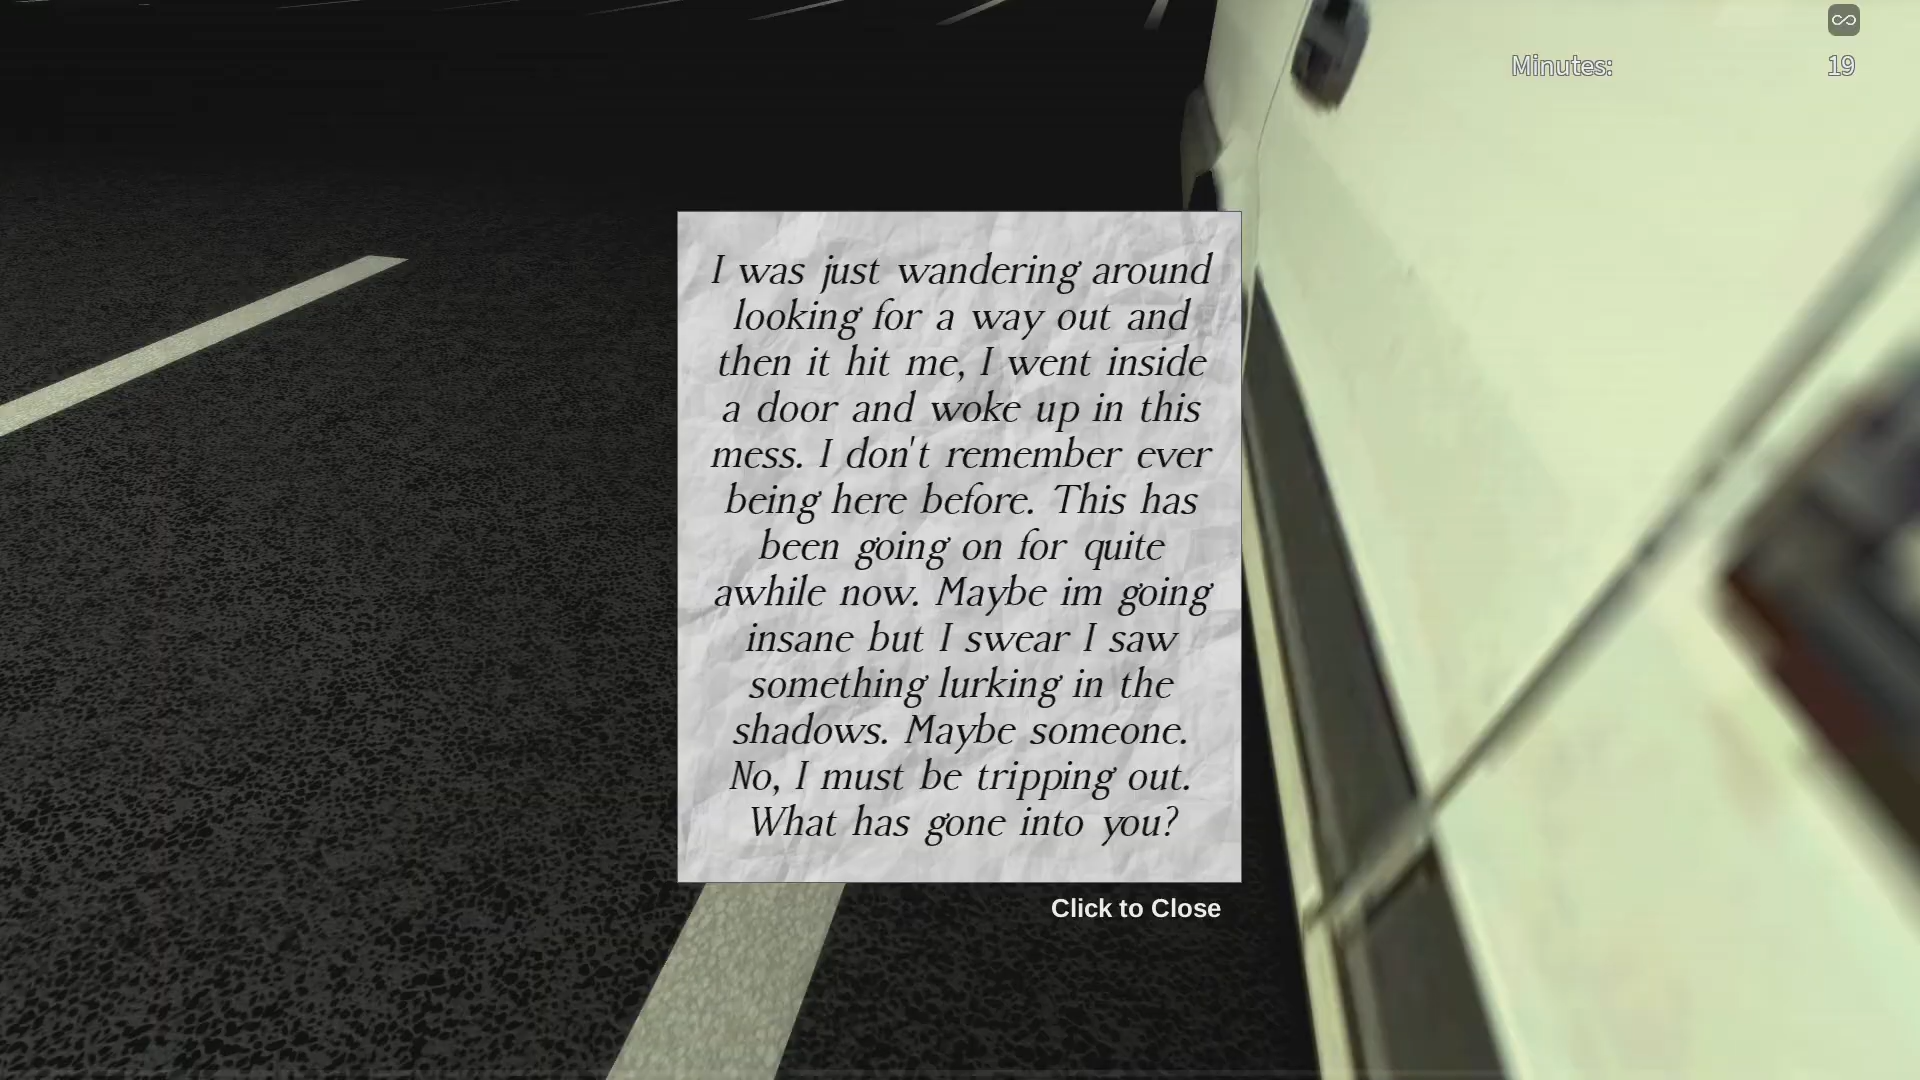 Minutes: 19
I was just wandering around
looking for a way out and
then it hit me, I went inside
a door and woke up in this
mess. I don't remember ever
being here before. This has
been going on for quite
awhile now. Maybe im going
insane but I swear I saw
something lurking in the
shadows. Maybe someone.
No, I must be tripping out.
What has gone into you?
Click to Close